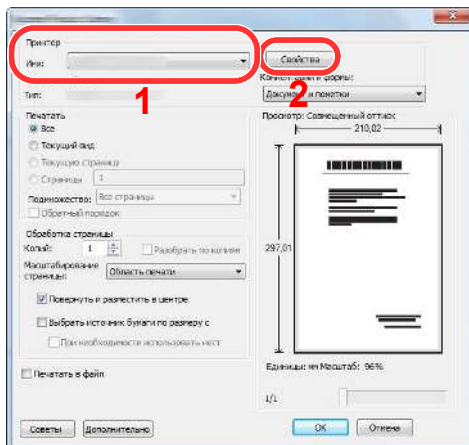 Принтер
Имя:
Свойства
1
2
Комментарии и формы:
Тип:
Документ и пометки
Печатать
Все
Текущий вид
Текущую страницу
Страницы 1
Подмножество: Все страницы
Обратный порядок
Просмотр: Совмещенный оттиск
210,02
297,01
Обработка страницы
Копий: 1
Разобрать по копиям
Масштабирование страницы: Область печати
Повернуть и разместить в центре
Выбрать источник бумаги по размеру с
При необходимости использовать нест
Печатать в файл
Единицы: мм Масштаб: 96%
1/1
Советы
Дополнительно
OK
Отмена